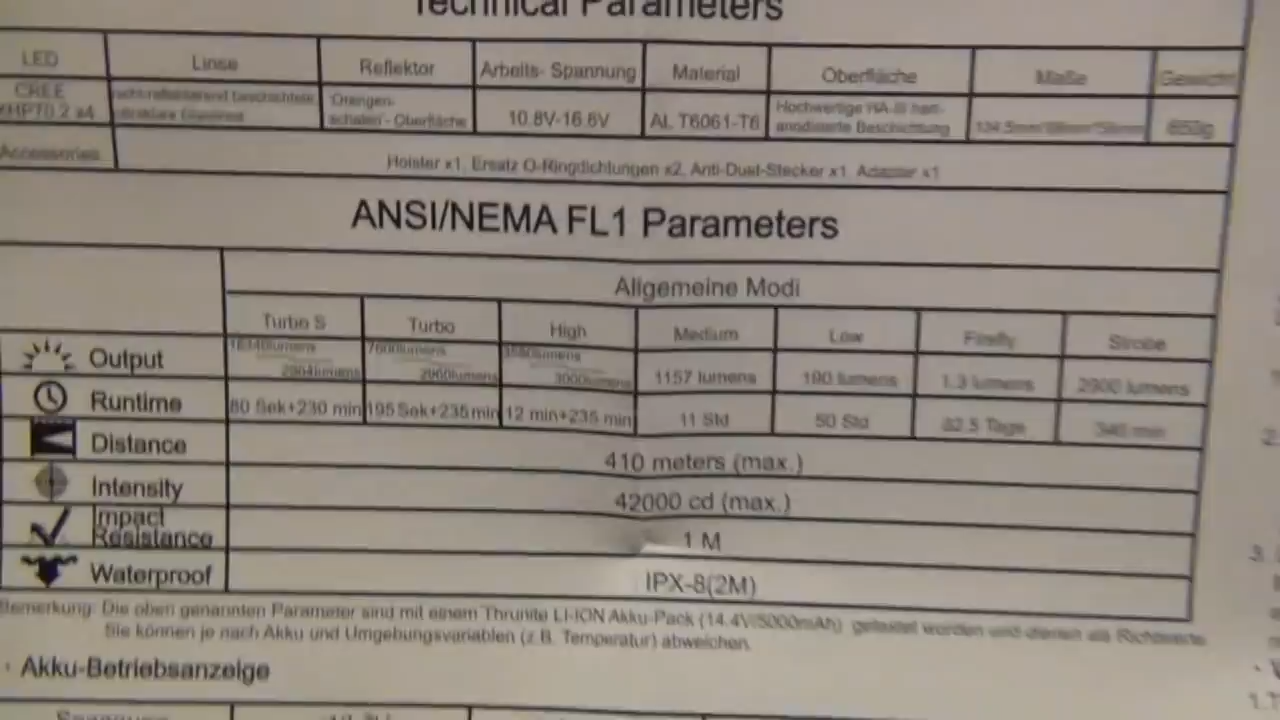 Technical Parameters
LED Linse Reflektor Arbeits- Spannung Material Oberfläche Maße Gewicht
CREE Orangen- Hochwertige HA-III hart-
XHP70.2 x4 schalen - Oberfläche 10.8V-16.8V AL T6061-T6 anodisierte Beschichtung
Accessories Holster x1, Ersatz O-Ringdichtungen x2, Anti-Dust-Stecker x1, Adapter x1
ANSI/NEMA FL1 Parameters
Allgemeine Modi
Turbo S Turbo High Medium Low Firefly Strobe
Output 1157 lumens 190 lumens 1.3 lumens 2900 lumens
Runtime 80 Sek+230 min 195 Sek+235min 12 min+235 min 11 Std 50 Std Tage min
Distance 410 meters (max.)
Intensity 42000 cd (max.)
Impact
Resistance 1 M
Waterproof IPX-8(2M)
Bemerkung: Die oben genannten Parameter sind mit einem Thrunite LI-ION Akku-Pack (14.4V/5000mAh) getestet worden und dienen als Richtwerte.
Sie können je nach Akku und Umgebungsvariablen (z.B. Temperatur) abweichen.
· Akku-Betriebsanzeige
2.
3.
1.T